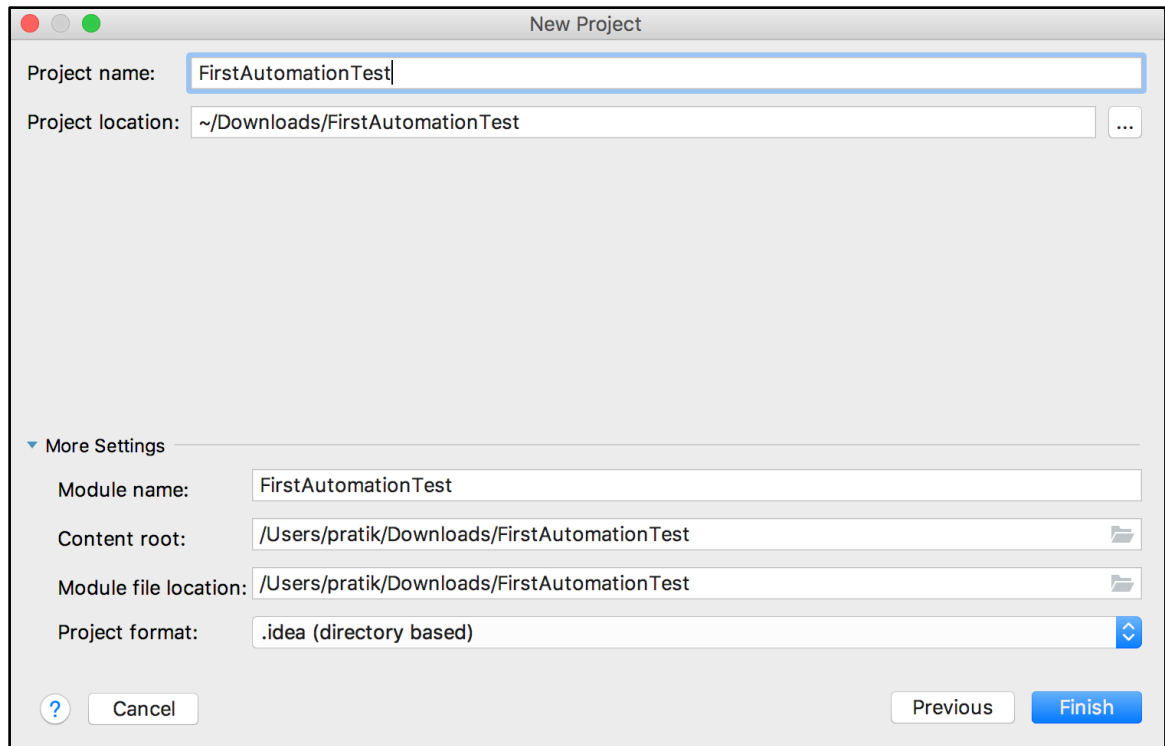 New Project
Project name: FirstAutomationTest
Project location: ~/Downloads/FirstAutomationTest ...
More Settings
Module name: FirstAutomationTest
Content root: /Users/pratik/Downloads/FirstAutomationTest
Module file location: /Users/pratik/Downloads/FirstAutomationTest
Project format: .idea (directory based)
? Cancel Previous Finish